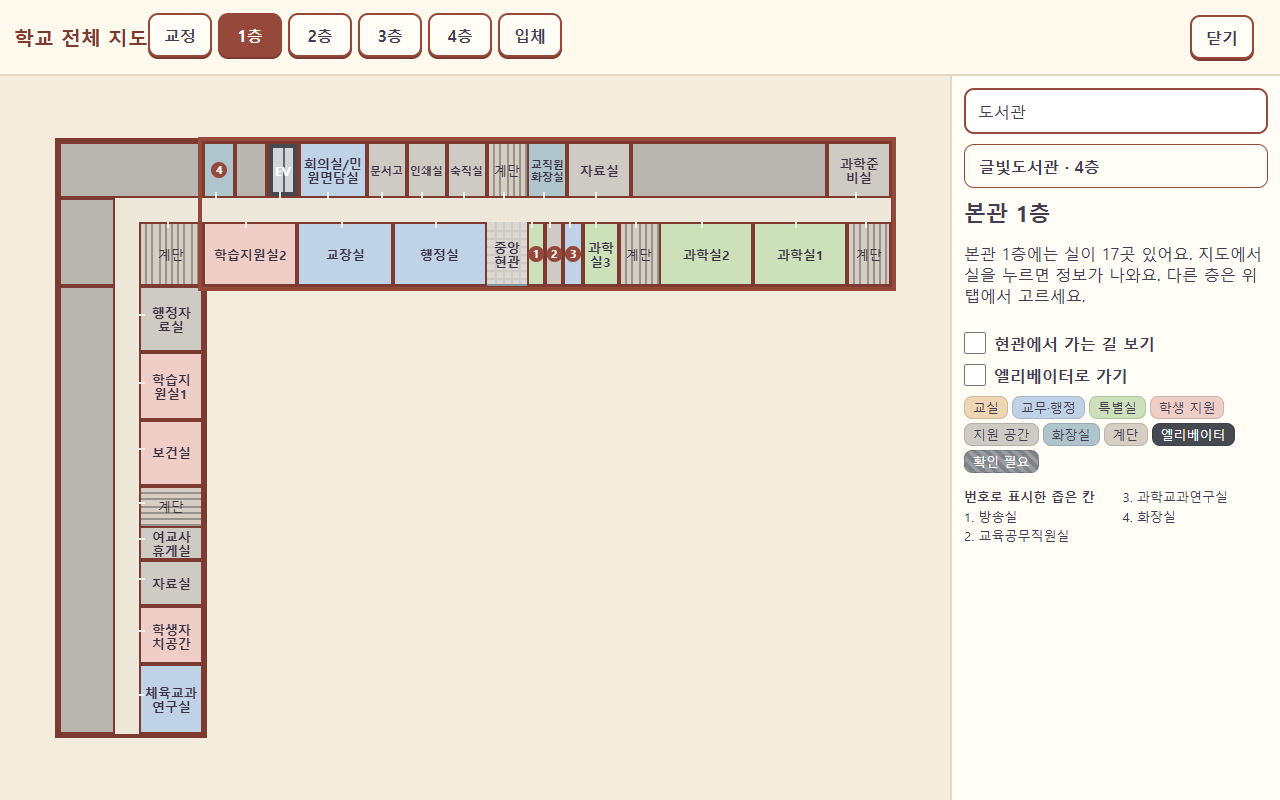 학교 전체 지도
교정
1층
2층
3층
4층
입체
닫기
4
EV
회의실/민
원면담실
문서고
인쇄실
숙직실
계단
교직원
화장실
자료실
과학준
비실
계단
학습지원실2
교장실
행정실
중앙
현관
1
2
3
과학
실3
계단
과학실2
과학실1
계단
행정자
료실
학습지
원실1
보건실
계단
여교사
휴게실
자료실
학생자
치공간
체육교과
연구실
도서관
글빛도서관 · 4층
본관 1층
본관 1층에는 실이 17곳 있어요. 지도에서
실을 누르면 정보가 나와요. 다른 층은 위
탭에서 고르세요.
현관에서 가는 길 보기
엘리베이터로 가기
교실
교무·행정
특별실
학생 지원
지원 공간
화장실
계단
엘리베이터
확인 필요
번호로 표시한 좁은 칸
1. 방송실
2. 교육공무직원실
3. 과학교과연구실
4. 화장실